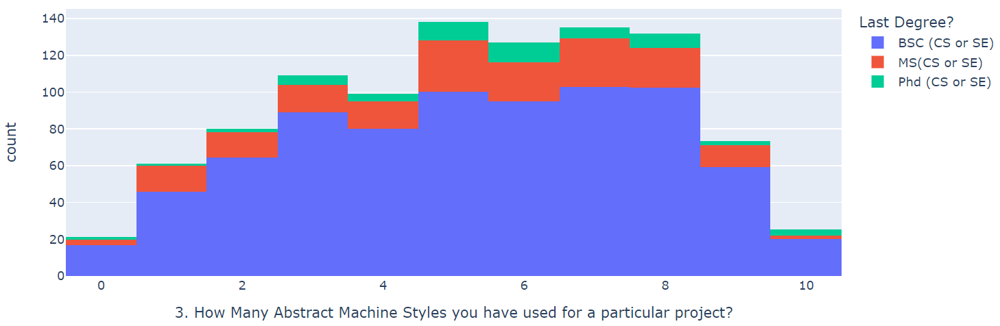 140
120
100
80
60
40
20
0
count
0 2 4 6 8 10
3. How Many Abstract Machine Styles you have used for a particular project?
Last Degree?
BSC (CS or SE)
MS(CS or SE)
Phd (CS or SE)